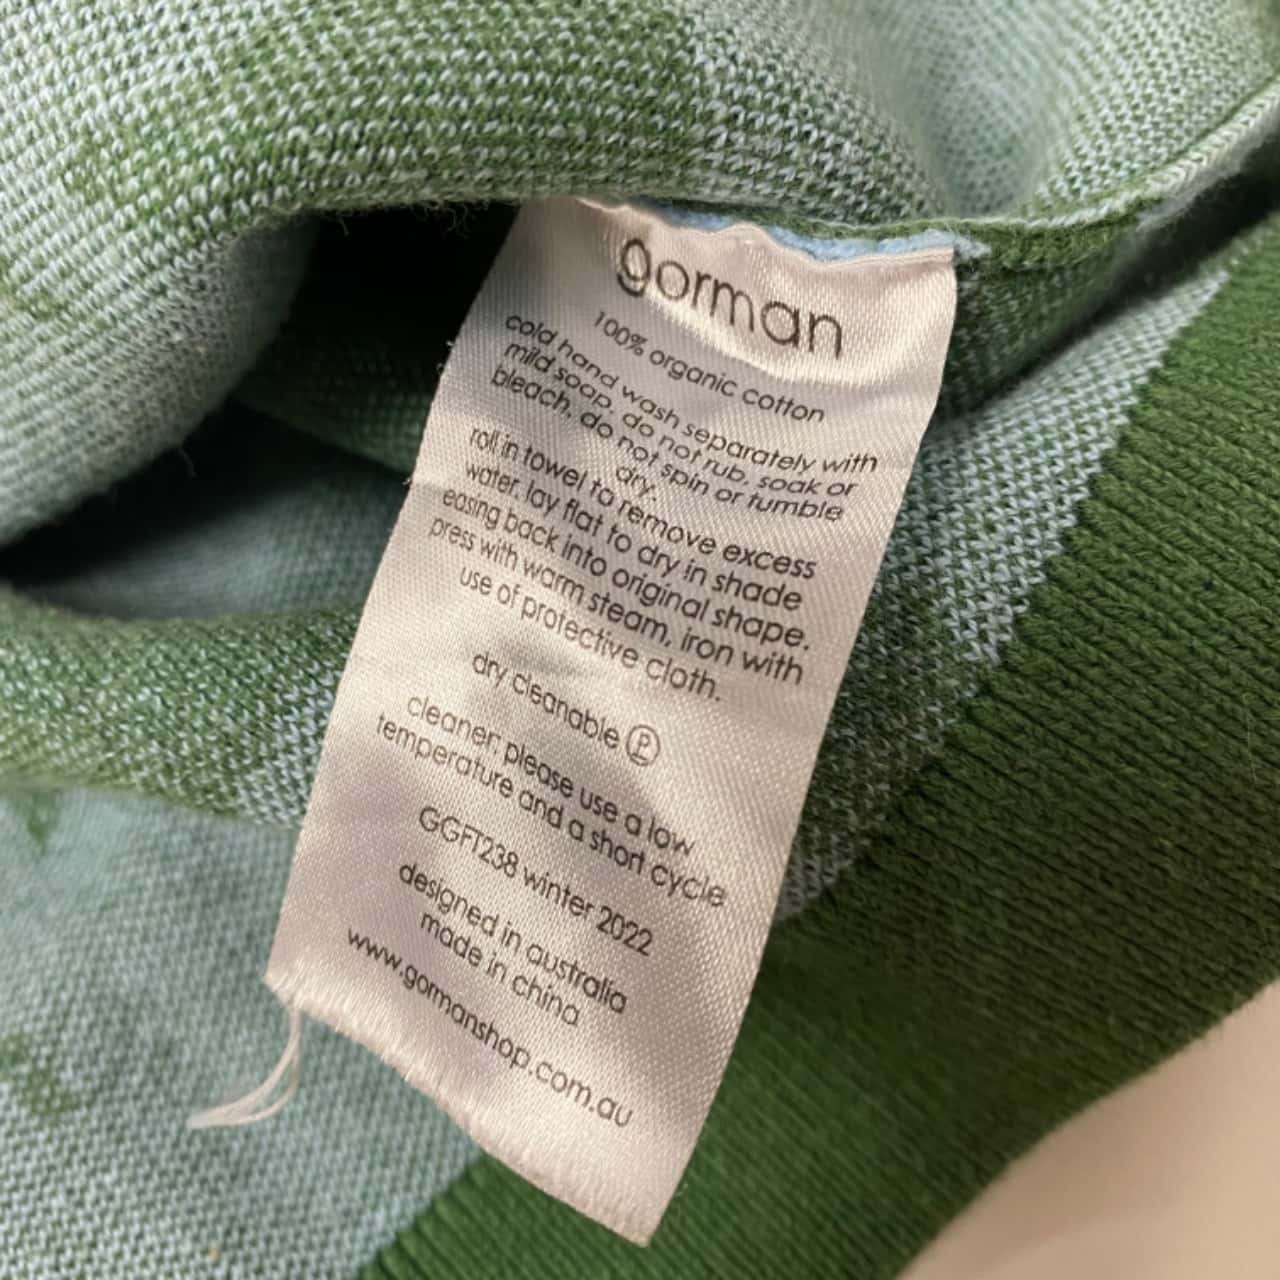 gorman
100% organic cotton
cold hand wash separately with
mild soap. do not rub, soak or
bleach, do not spin or tumble
dry.
roll in towel to remove excess
water. lay flat to dry in shade
easing back into original shape.
press with warm steam, iron with
use of protective cloth.
dry cleanable Ⓟ
cleaner: please use a low
temperature and a short cycle
GGFT238 winter 2022
designed in australia
made in china
www.gormanshop.com.au